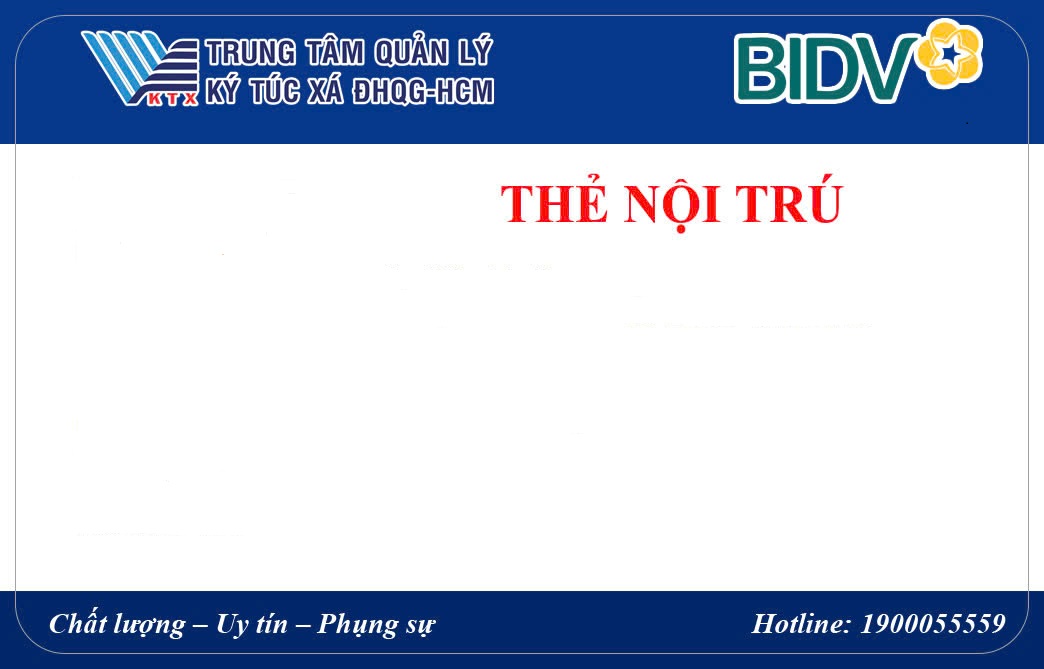 TRUNG TÂM QUẢN LÝ
KÝ TÚC XÁ ĐHQG-HCM
KTX
BIDV
THẺ NỘI TRÚ
Chất lượng – Uy tín – Phụng sự
Hotline: 1900055559